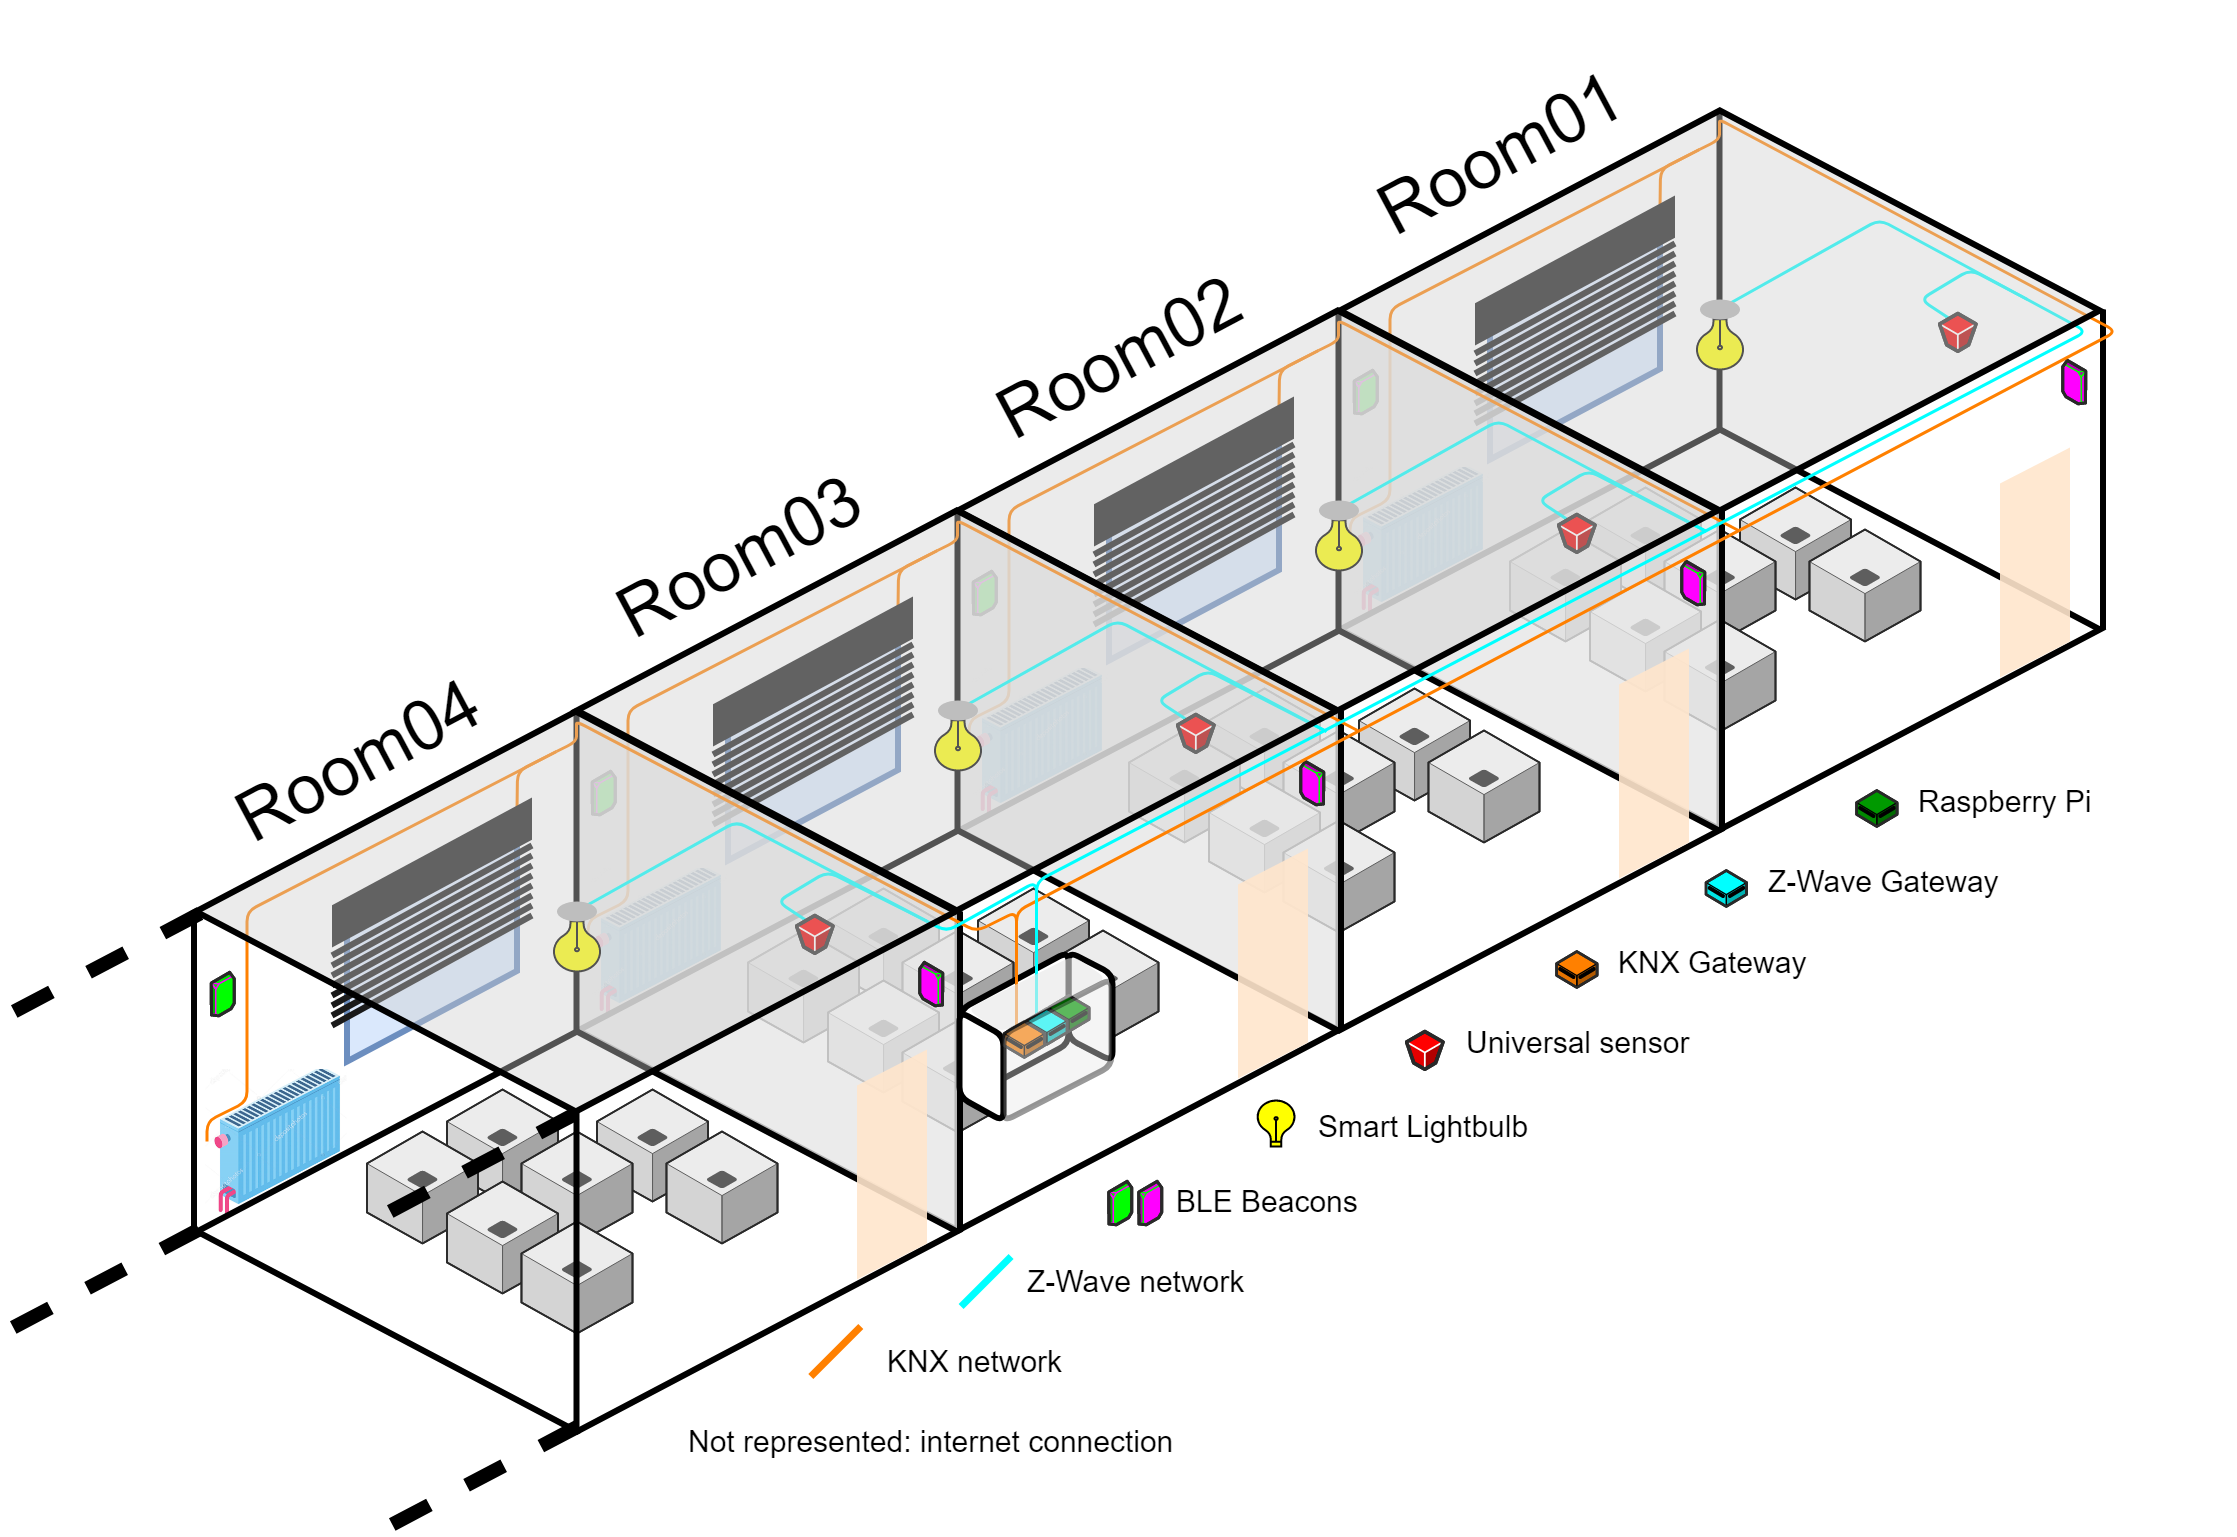 Room01
Room02
Room03
Room04
Raspberry Pi
Z-Wave Gateway
KNX Gateway
Universal sensor
Smart Lightbulb
BLE Beacons
Z-Wave network
KNX network
Not represented: internet connection